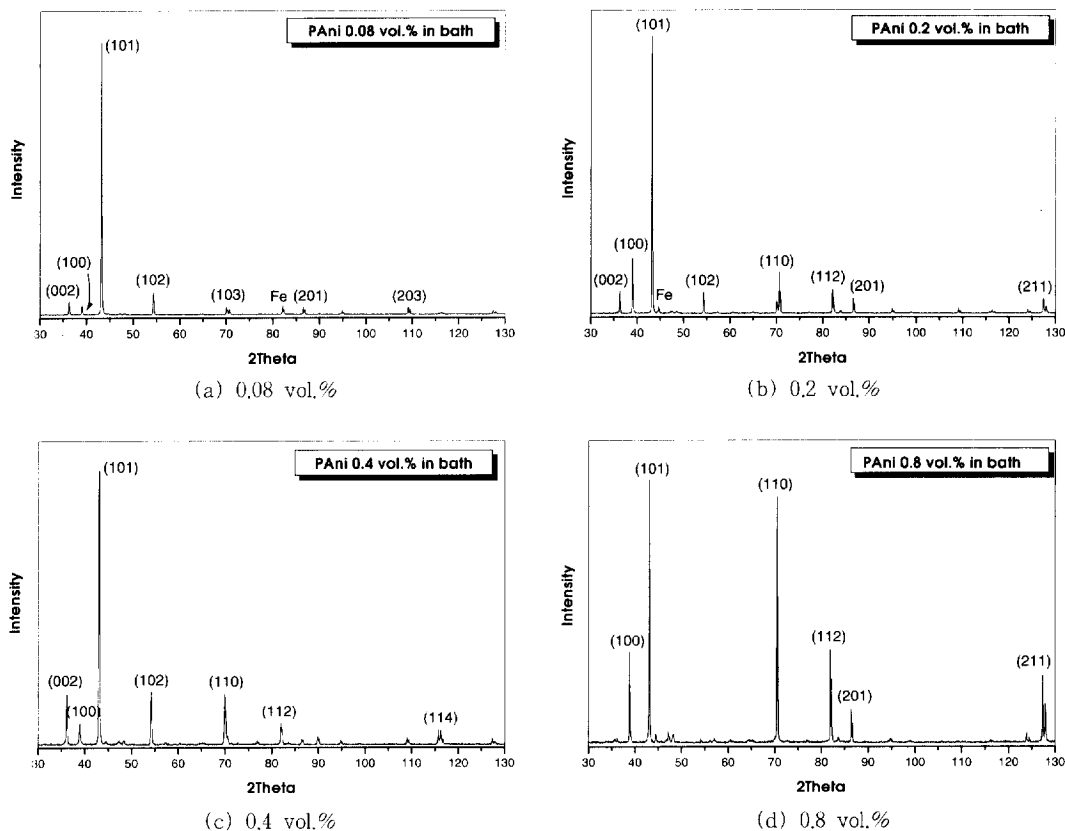 PAni 0.08 vol.% in bath
(101)
Intensity
(100)
(002)
(102)
(103)
Fe
(201)
(203)
30 40 50 60 70 80 90 100 110 120 130
2Theta
(a) 0.08 vol.%
PAni 0.2 vol.% in bath
(101)
Intensity
(100)
(002)
Fe
(102)
(110)
(112)
(201)
(211)
30 40 50 60 70 80 90 100 110 120 130
2Theta
(b) 0.2 vol.%
PAni 0.4 vol.% in bath
(101)
Intensity
(002)
(100)
(102)
(110)
(112)
(114)
30 40 50 60 70 80 90 100 110 120 130
2Theta
(c) 0.4 vol.%
PAni 0.8 vol.% in bath
(101)
(110)
Intensity
(100)
(112)
(201)
(211)
30 40 50 60 70 80 90 100 110 120 130
2Theta
(d) 0.8 vol.%